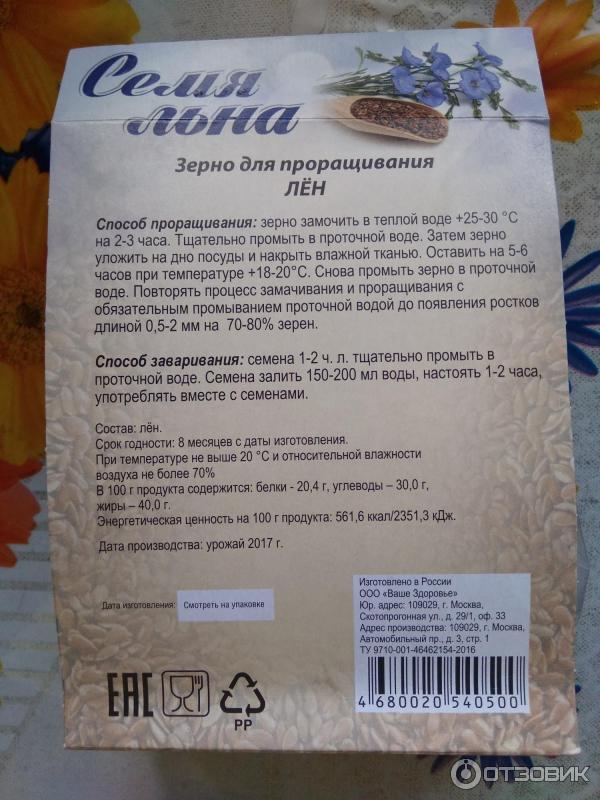 Семя
льна
Зерно для проращивания
ЛЁН
Способ проращивания: зерно замочить в теплой воде +25-30 °С
на 2-3 часа. Тщательно промыть в проточной воде. Затем зерно
уложить на дно посуды и накрыть влажной тканью. Оставить на 5-6
часов при температуре +18-20°С. Снова промыть зерно в проточной
воде. Повторять процесс замачивания и проращивания с
обязательным промыванием проточной водой до появления ростков
длиной 0,5-2 мм на 70-80% зерен.
Способ заваривания: семена 1-2 ч. л. тщательно промыть в
проточной воде. Семена залить 150-200 мл воды, настоять 1-2 часа,
употреблять вместе с семенами.
Состав: лён.
Срок годности: 8 месяцев с даты изготовления.
При температуре не выше 20 °С и относительной влажности
воздуха не более 70%
В 100 г продукта содержится: белки - 20,4 г, углеводы – 30,0 г,
жиры – 40,0 г.
Энергетическая ценность на 100 г продукта: 561,6 ккал/2351,3 кДж.
Дата производства: урожай 2017 г.
Дата изготовления: Смотреть на упаковке
Изготовлено в России
ООО «Ваше Здоровье»
Юр. адрес: 109029, г. Москва,
Скотопрогонная ул., д. 29/1, оф. 33
Адрес производства: 109029, г. Москва,
Автомобильный пр., д. 3, стр. 1
ТУ 9710-001-46462154-2016
EAC
PP
4 680020 540500
ОТЗОВИК